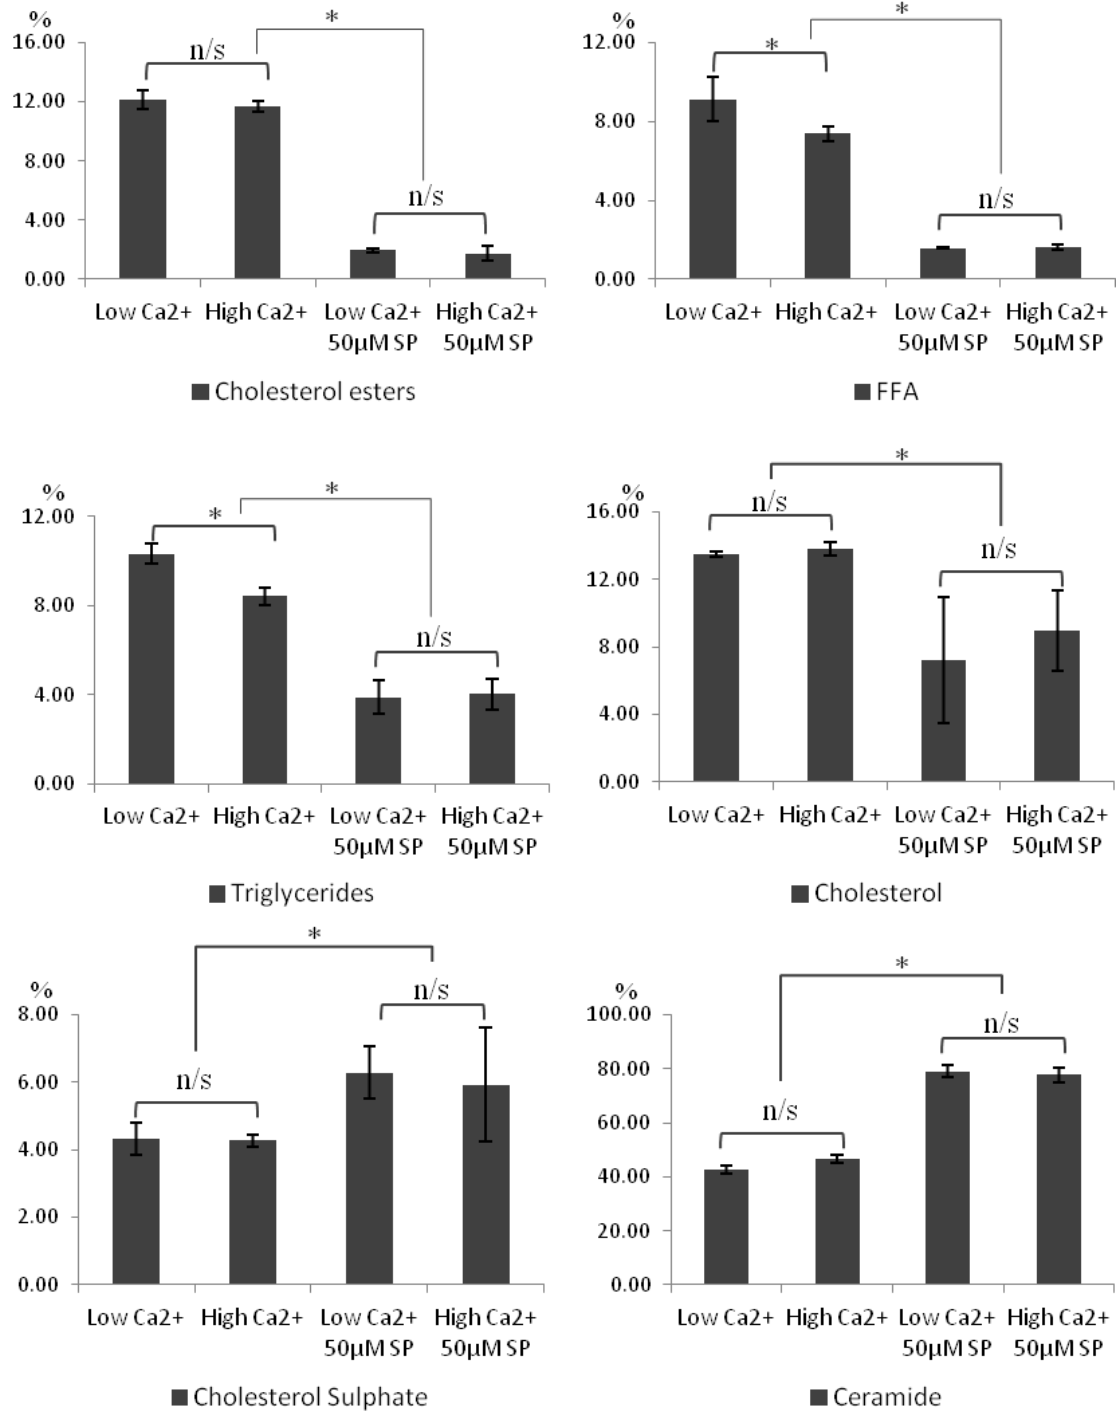 %
16.00
12.00
8.00
4.00
0.00
n/s
*
n/s
Low Ca2+ High Ca2+ Low Ca2+ High Ca2+
50µM SP 50µM SP
Cholesterol esters
%
12.00
8.00
4.00
0.00
*
*
n/s
Low Ca2+ High Ca2+ Low Ca2+ High Ca2+
50µM SP 50µM SP
FFA
%
12.00
8.00
4.00
0.00
*
*
n/s
Low Ca2+ High Ca2+ Low Ca2+ High Ca2+
50µM SP 50µM SP
Triglycerides
%
16.00
12.00
8.00
4.00
0.00
n/s
*
n/s
Low Ca2+ High Ca2+ Low Ca2+ High Ca2+
50µM SP 50µM SP
Cholesterol
%
8.00
6.00
4.00
2.00
0.00
*
n/s
n/s
Low Ca2+ High Ca2+ Low Ca2+ High Ca2+
50µM SP 50µM SP
Cholesterol Sulphate
%
100.00
80.00
60.00
40.00
20.00
0.00
*
n/s
n/s
Low Ca2+ High Ca2+ Low Ca2+ High Ca2+
50µM SP 50µM SP
Ceramide